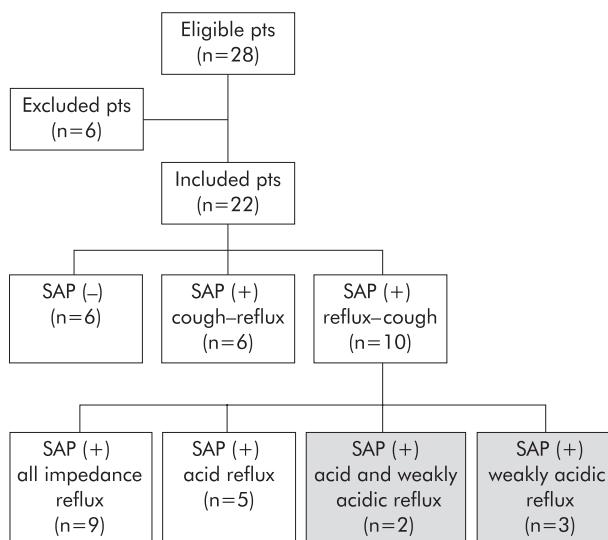 Eligible pts
(n=28)
Excluded pts
(n=6)
Included pts
(n=22)
SAP (–)
(n=6)
SAP (+)
cough–reflux
(n=6)
SAP (+)
reflux–cough
(n=10)
SAP (+)
all impedance
reflux
(n=9)
SAP (+)
acid reflux
(n=5)
SAP (+)
acid and weakly
acidic reflux
(n=2)
SAP (+)
weakly acidic
reflux
(n=3)